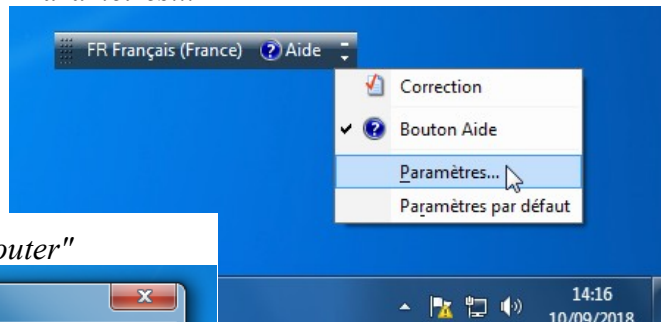 FR Français (France) Aide
Correction
Bouton Aide
Paramètres...
Paramètres par défaut
outer"
14:16
10/09/2018